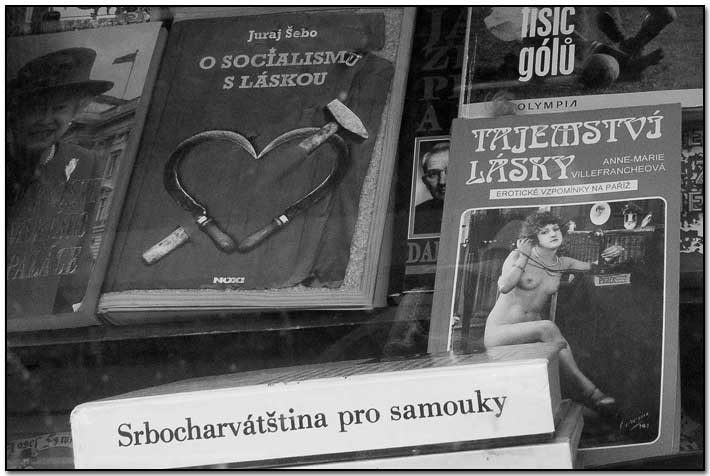 Juraj Šebo
O SOCIALISMU
S LÁSKOU
NOXI
tisíc
gólů
OLYMPIA
TAJEMSTVÍ
LÁSKY
ANNE-MARIE
VILLEFRANCHEOVÁ
EROTICKÉ VZPOMÍNKY NA PAŘÍŽ
Srbocharvátština pro samouky